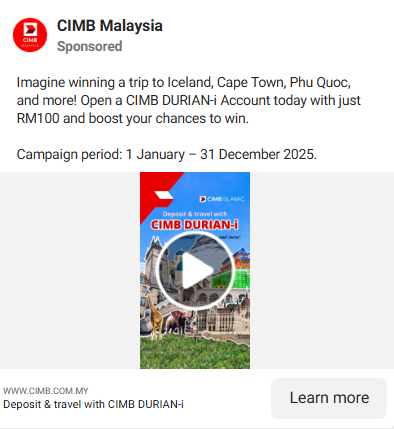 CIMB Malaysia
CIMB
MALAYSIA
Sponsored
Imagine winning a trip to Iceland, Cape Town, Phu Quoc,
and more! Open a CIMB DURIAN-i Account today with just
RM100 and boost your chances to win.
Campaign period: 1 January – 31 December 2025.
CIMB ISLAMIC
Deposit & travel with
CIMB DURIAN-i
and more!
WWW.CIMB.COM.MY
Deposit & travel with CIMB DURIAN-i
Learn more